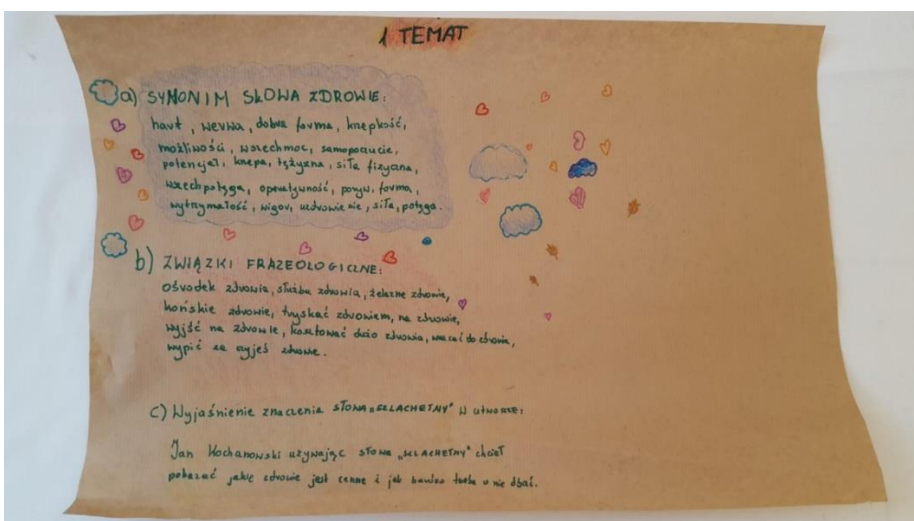 1 TEMAT
a) SYNONIM SŁOWA ZDROWIE:
hart, werwa, dobra forma, krzepkość,
możliwości, wszechmoc, samopoczucie,
potencjał, krzepa, tężyzna, siła fizyczna,
wszechpotęga, operatywność, poryw, forma,
wytrzymałość, wigor, uzdrowienie, siła, potęga.
b) ZWIĄZKI FRAZEOLOGICZNE:
ośrodek zdrowia, służba zdrowia, żelazne zdrowie,
końskie zdrowie, tryskać zdrowiem, na zdrowie,
wyjść na zdrowie, kosztować dużo zdrowia, wracać do zdrowia,
wypić za czyjeś zdrowie.
c) Wyjaśnienie znaczenia słowa „SZLACHETNY" w utworze:
Jan Kochanowski używając słowa „SZLACHETNY" chciał
pokazać jakie zdrowie jest cenne i jak bardzo trzeba o nie dbać.